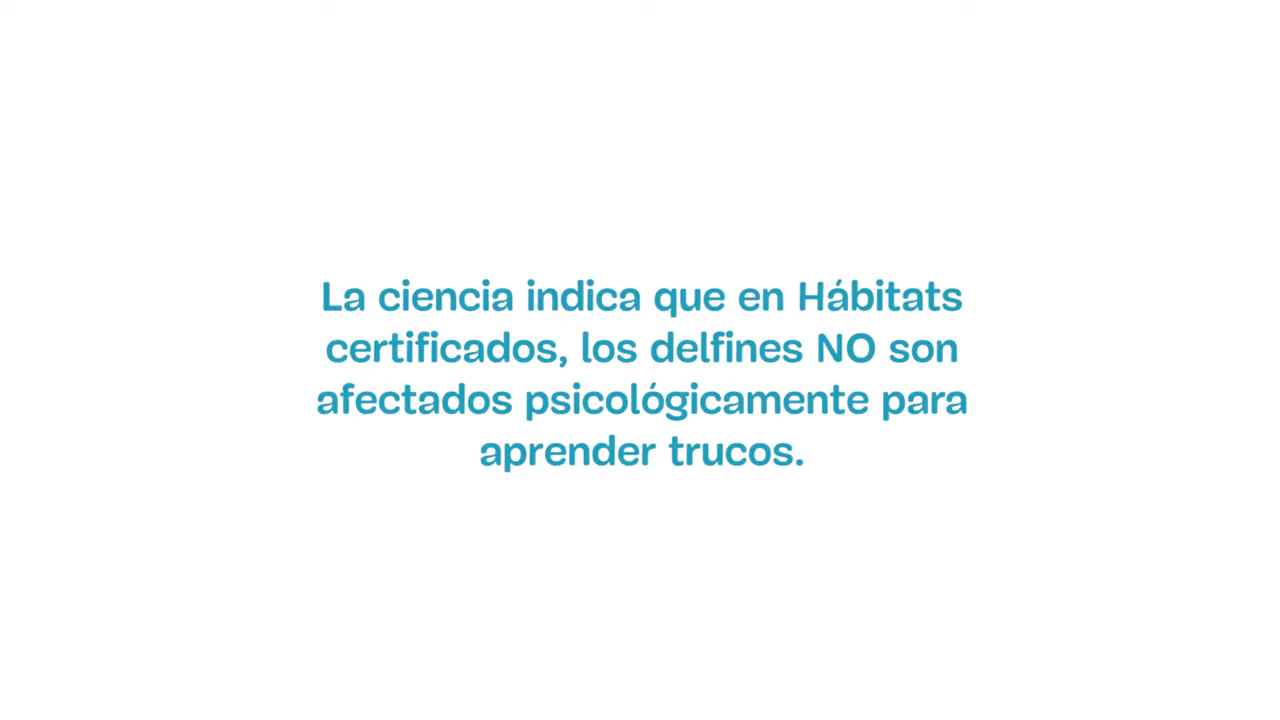 La ciencia indica que en Hábitats
certificados, los delfines NO son
afectados psicológicamente para
aprender trucos.